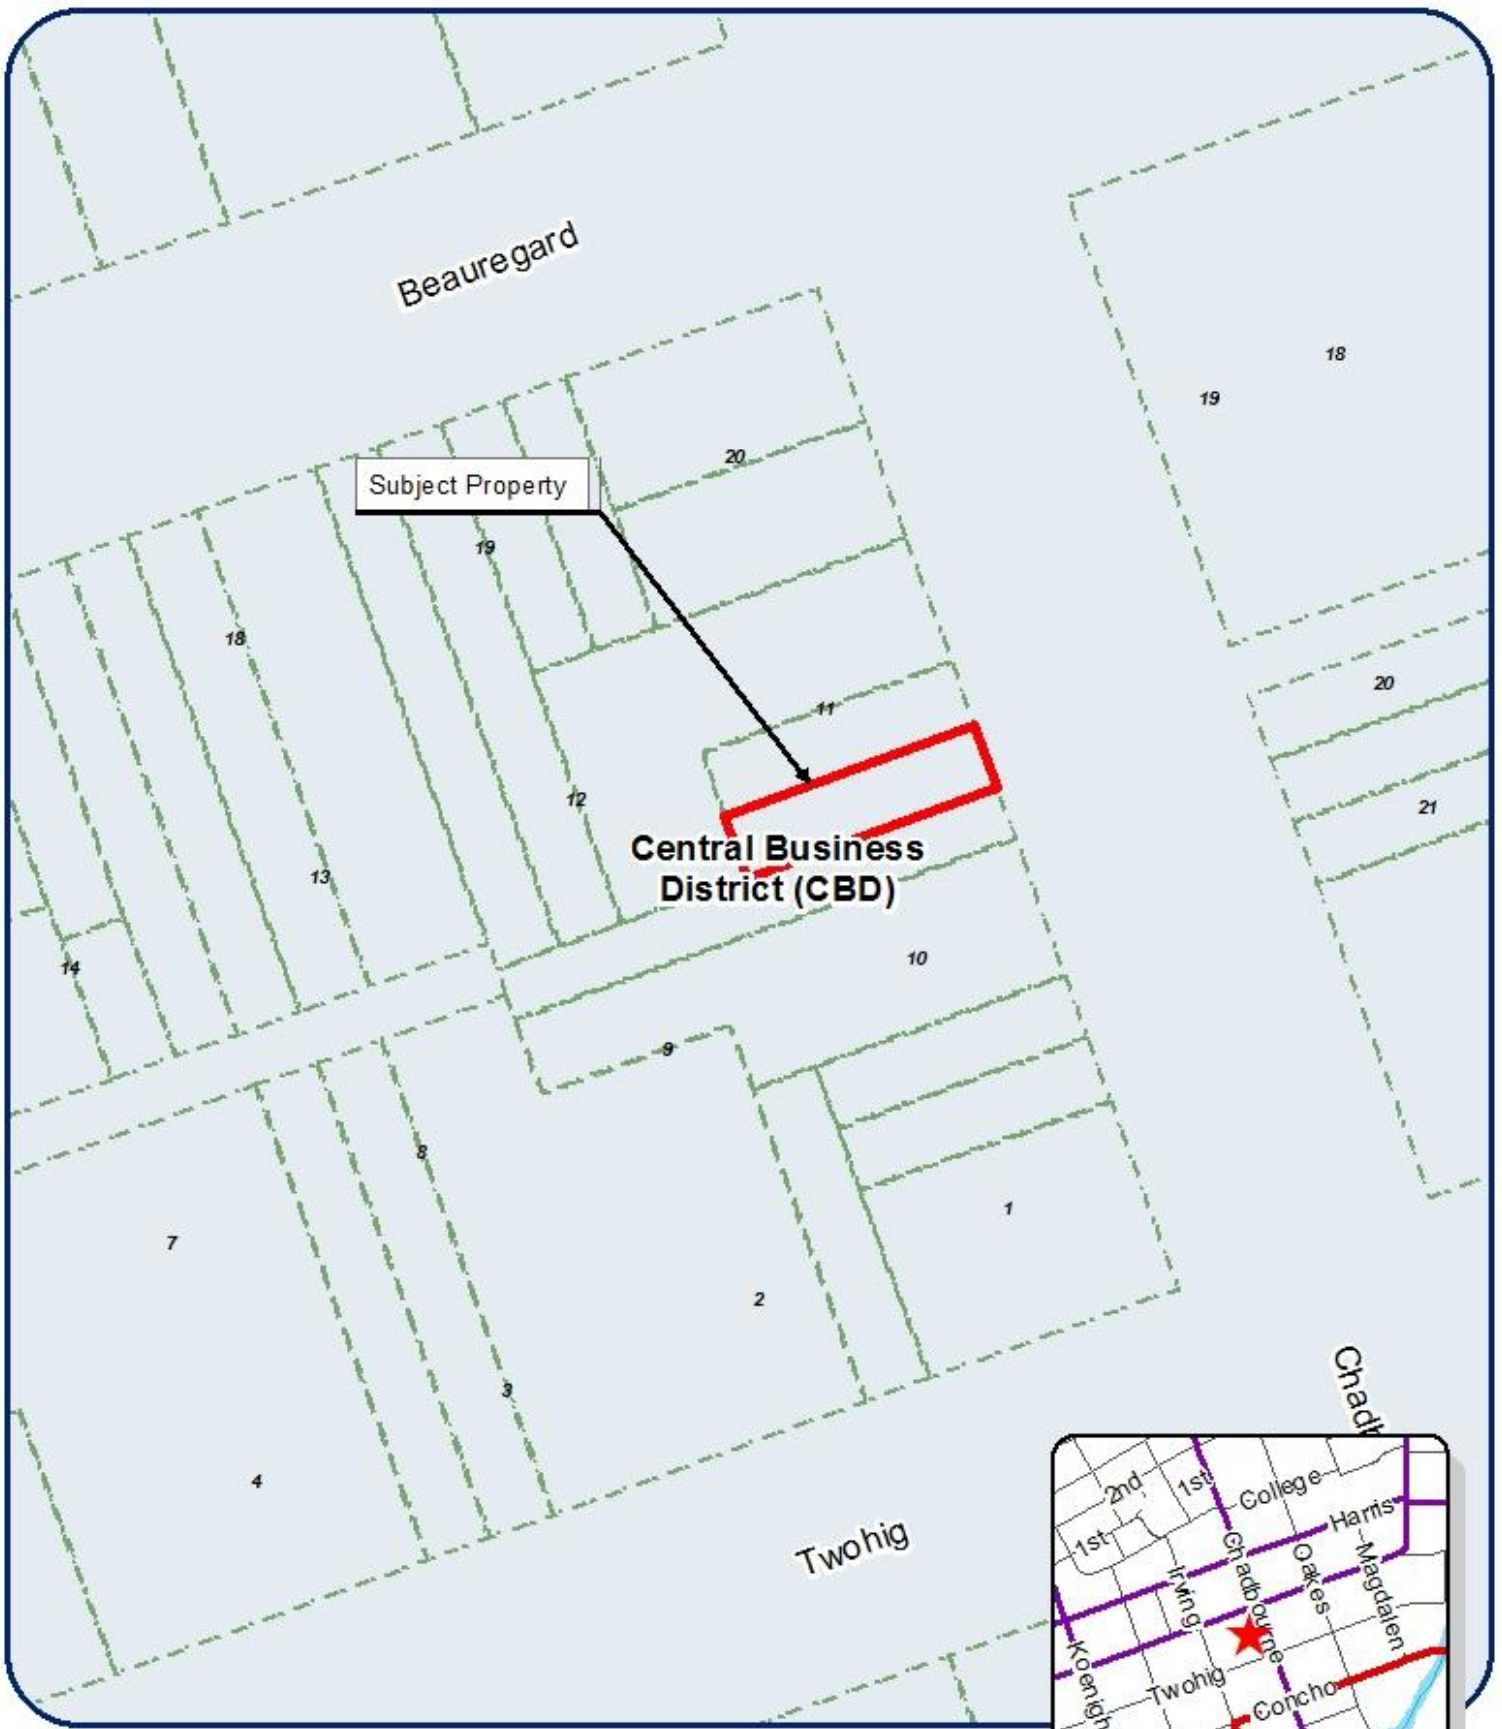 Beauregard
18
19
20
Subject Property
19
18
20
11
12
21
Central Business
District (CBD)
13
10
14
9
8
1
7
2
3
4
Twohig
2nd
1st
College
Harris
1st
Irving
Chadbourne
Oakes
Magdalen
Twohig
Concho